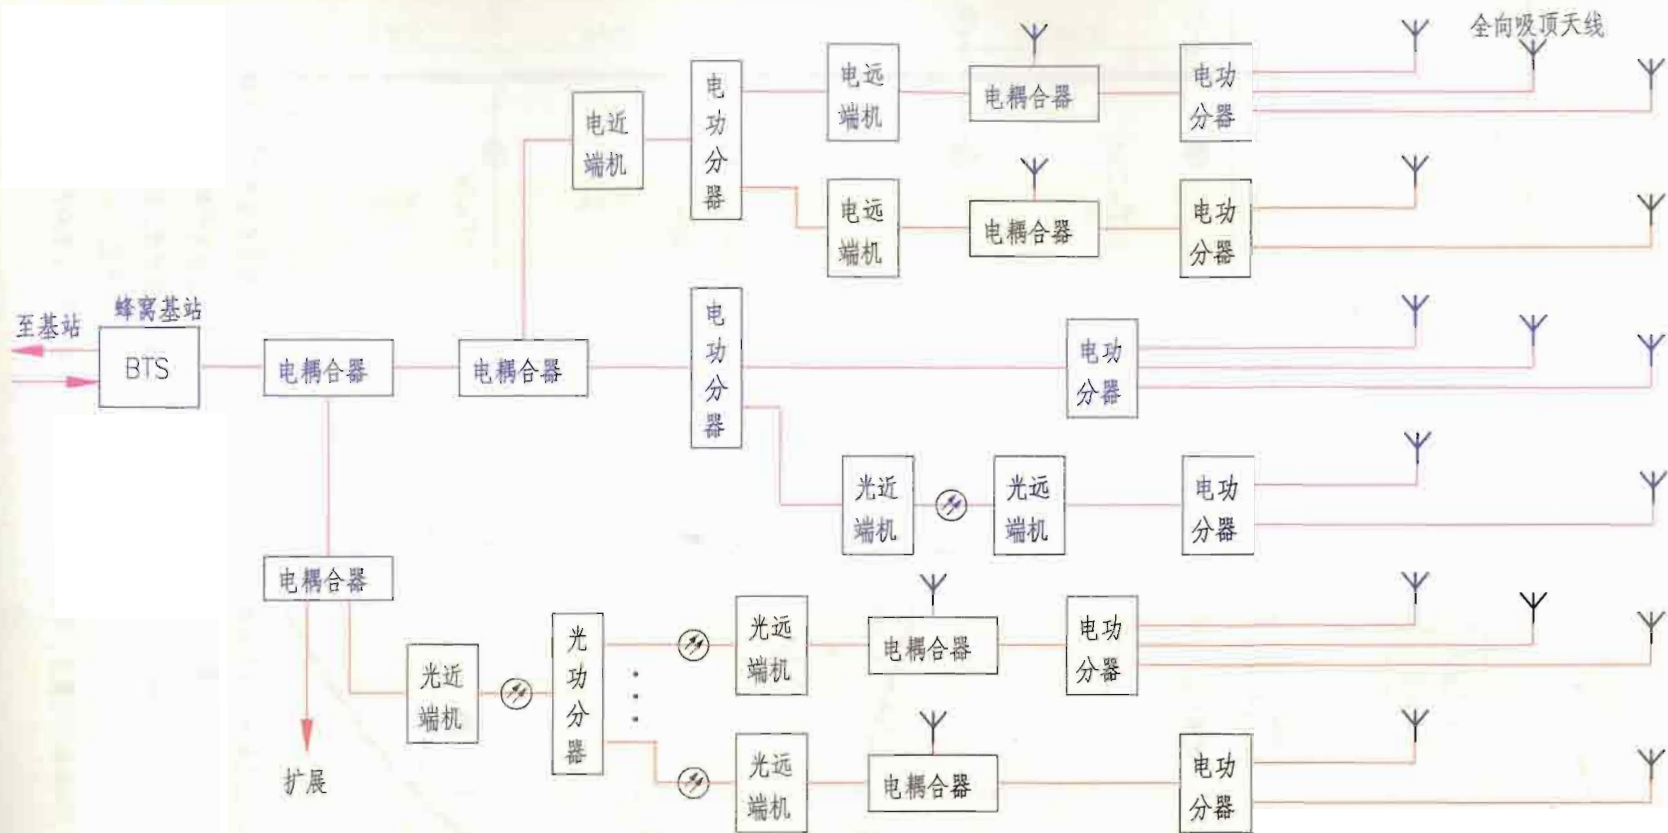 全向吸顶天线
电近
端机
电
功
分
器
电远
端机
电耦合器
电功
分器
电远
端机
电耦合器
电功
分器
至基站
蜂窝基站
BTS
电耦合器
电耦合器
电
功
分
器
电功
分器
光近
端机
光远
端机
电功
分器
电耦合器
扩展
光近
端机
光
功
分
器
光远
端机
电耦合器
电功
分器
光远
端机
电耦合器
电功
分器